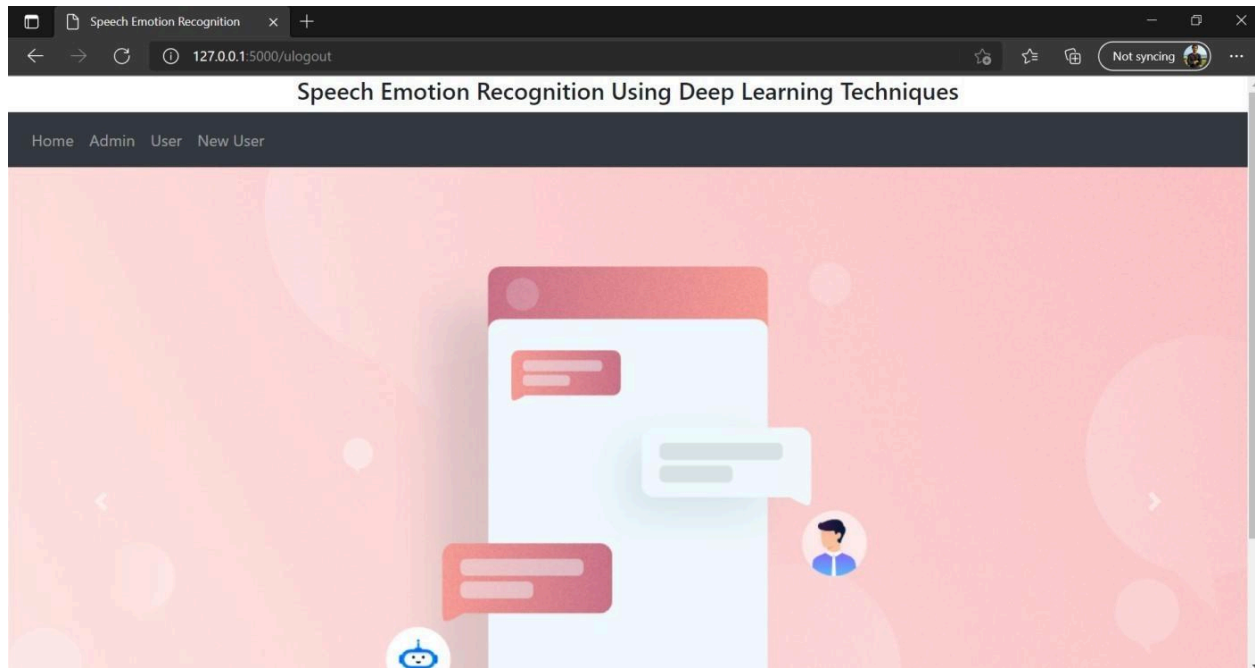 Speech Emotion Recognition
127.0.0.1:5000/ulogout
Not syncing
Speech Emotion Recognition Using Deep Learning Techniques
Home Admin User New User